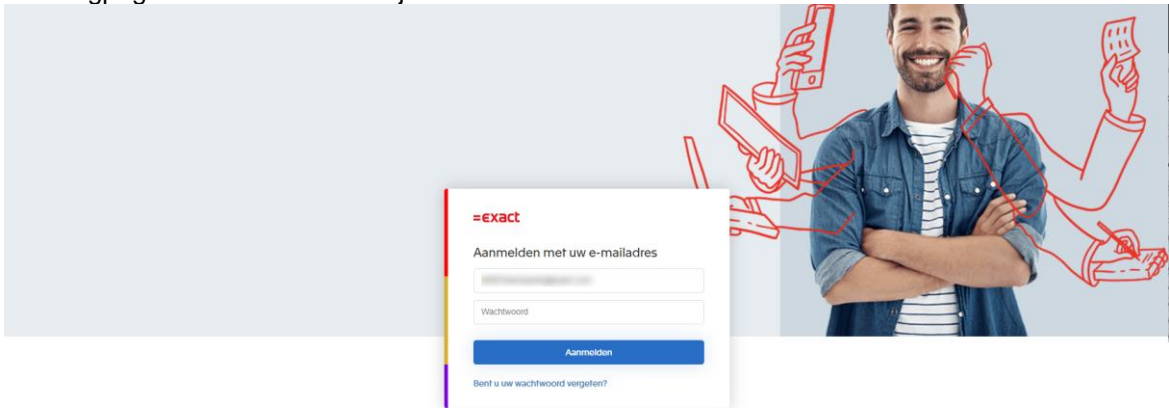 =exact
Aanmelden met uw e-mailadres
Wachtwoord
Aanmelden
Bent u uw wachtwoord vergeten?